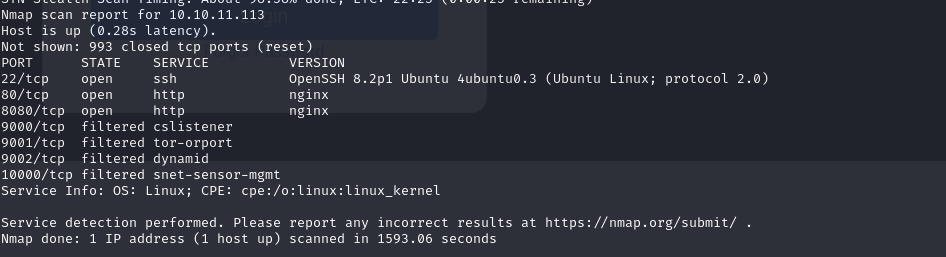 SYN Stealth Scan Timing: About 98.58% done; ETC: 22:25 (0:00:23 remaining)
Nmap scan report for 10.10.11.113
Host is up (0.28s latency).
Not shown: 993 closed tcp ports (reset)
PORT      STATE    SERVICE          VERSION
22/tcp    open     ssh              OpenSSH 8.2p1 Ubuntu 4ubuntu0.3 (Ubuntu Linux; protocol 2.0)
80/tcp    open     http             nginx
8080/tcp  open     http             nginx
9000/tcp  filtered cslistener
9001/tcp  filtered tor-orport
9002/tcp  filtered dynamid
10000/tcp filtered snet-sensor-mgmt
Service Info: OS: Linux; CPE: cpe:/o:linux:linux_kernel
Service detection performed. Please report any incorrect results at https://nmap.org/submit/ .
Nmap done: 1 IP address (1 host up) scanned in 1593.06 seconds